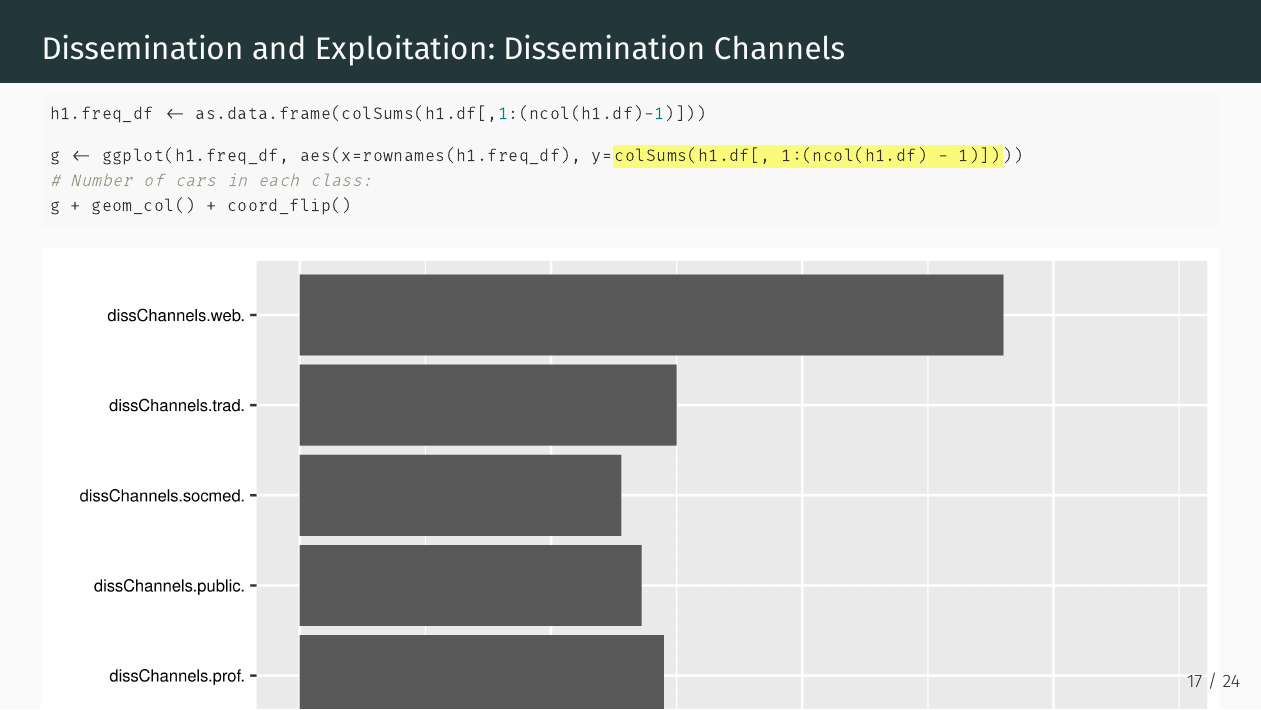 Dissemination and Exploitation: Dissemination Channels
h1.freq_df ← as.data.frame(colSums(h1.df[,1:(ncol(h1.df)-1)]))
g ← ggplot(h1.freq_df, aes(x=rownames(h1.freq_df), y=colSums(h1.df[, 1:(ncol(h1.df) - 1)])))
# Number of cars in each class:
g + geom_col() + coord_flip()
dissChannels.web.
dissChannels.trad.
dissChannels.socmed.
dissChannels.public.
dissChannels.prof.
17 / 24